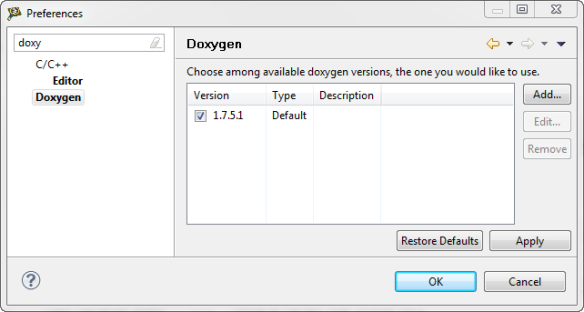 Preferences
doxy
C/C++
Editor
Doxygen
Doxygen
Choose among available doxygen versions, the one you would like to use.
Version Type Description
1.7.5.1 Default
Add...
Edit...
Remove
Restore Defaults Apply
? OK Cancel